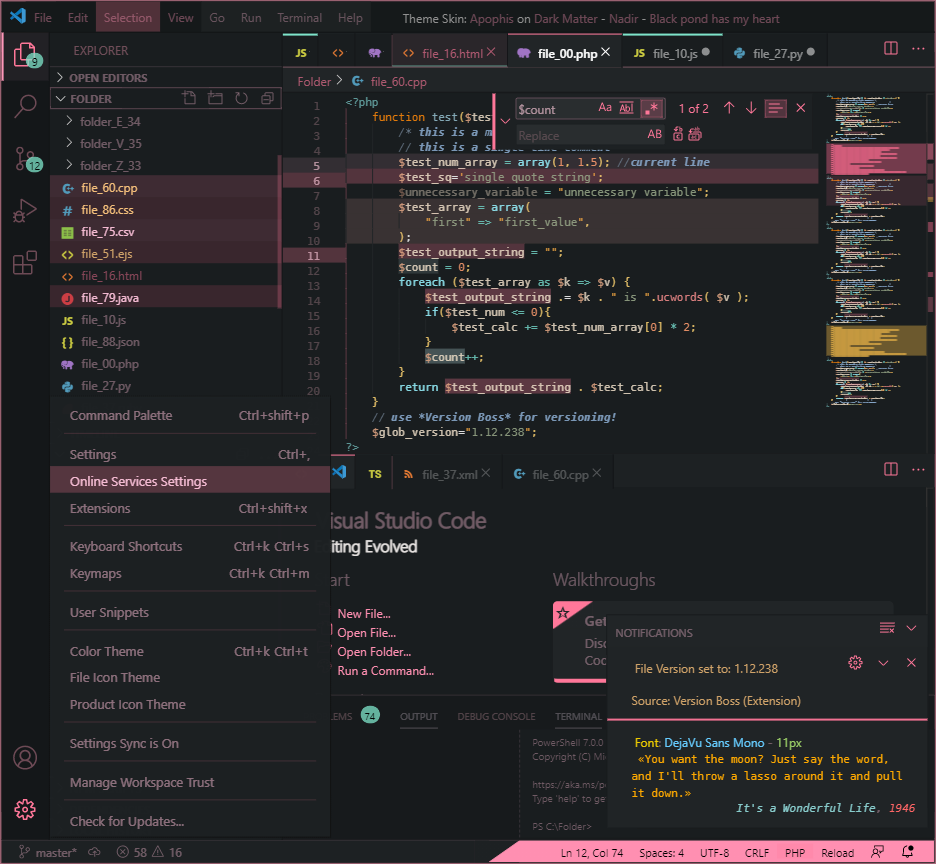 File Edit Selection View Go Run Terminal Help Theme Skin: Apophis on Dark Matter - Nadir - Black pond has my heart
9
EXPLORER
JS <> file_16.html file_00.php JS file_10.js file_27.py
OPEN EDITORS
FOLDER
folder_E_34
folder_V_35
folder_Z_33
12
file_60.cpp
# file_86.css
file_75.csv
<> file_51.ejs
<> file_16.html
J file_79.java
JS file_10.js
{} file_88.json
file_00.php
file_27.py
Folder > file_60.cpp
$count Aa Abl .* 1 of 2
Replace AB
1 <?php
2 function test($tes
3 /* this is a m
4 // this is a single line comment
5 $test_num_array = array(1, 1.5); //current line
6 $test_sq='single quote string';
7 $unnecessary_variable = "unnecessary variable";
8 $test_array = array(
9 "first" => "first_value",
10 );
11 $test_output_string = "";
12 $count = 0;
13 foreach ($test_array as $k => $v) {
14 $test_output_string .= $k . " is ".ucwords( $v );
15 if($test_num <= 0){
16 $test_calc += $test_num_array[0] * 2;
17 }
18 $count++;
19 }
20 return $test_output_string . $test_calc;
}
// use *Version Boss* for versioning!
$glob_version="1.12.238";
?>
Command Palette Ctrl+shift+p
Settings Ctrl+,
Online Services Settings
Extensions Ctrl+shift+x
Keyboard Shortcuts Ctrl+k Ctrl+s
Keymaps Ctrl+k Ctrl+m
User Snippets
Color Theme Ctrl+k Ctrl+t
File Icon Theme
Product Icon Theme
Settings Sync is On
Manage Workspace Trust
Check for Updates...
TS file_37.xml file_60.cpp
isual Studio Code
iting Evolved
art
New File...
Open File...
Open Folder...
Run a Command...
Walkthroughs
Get
Disc
Coc
LEMS 74 OUTPUT DEBUG CONSOLE TERMINAL
PowerShell 7.0.0
Copyright (C) Mi
https://aka.ms/p
Type 'help' to ge
PS C:\Folder>
NOTIFICATIONS
File Version set to: 1.12.238
Source: Version Boss (Extension)
Font: DejaVu Sans Mono - 11px
«You want the moon? Just say the word,
and I'll throw a lasso around it and pull
it down.»
It's a Wonderful Life, 1946
master* 58 16 Ln 12, Col 74 Spaces: 4 UTF-8 CRLF PHP Reload